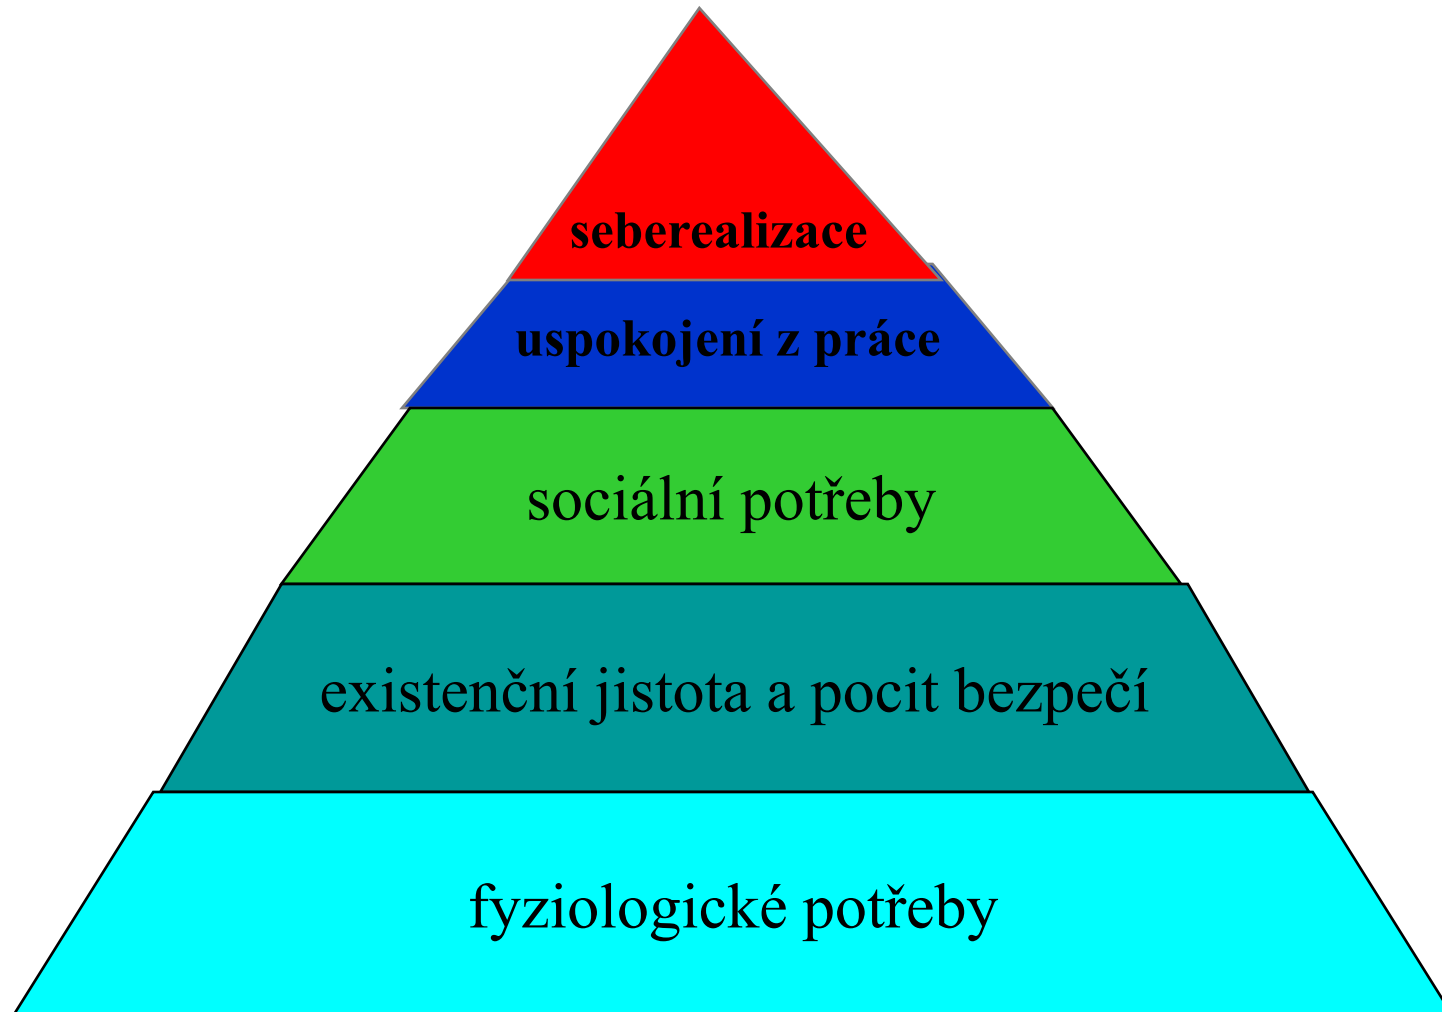 seberealizace
uspokojení z práce
sociální potřeby
existenční jistota a pocit bezpečí
fyziologické potřeby